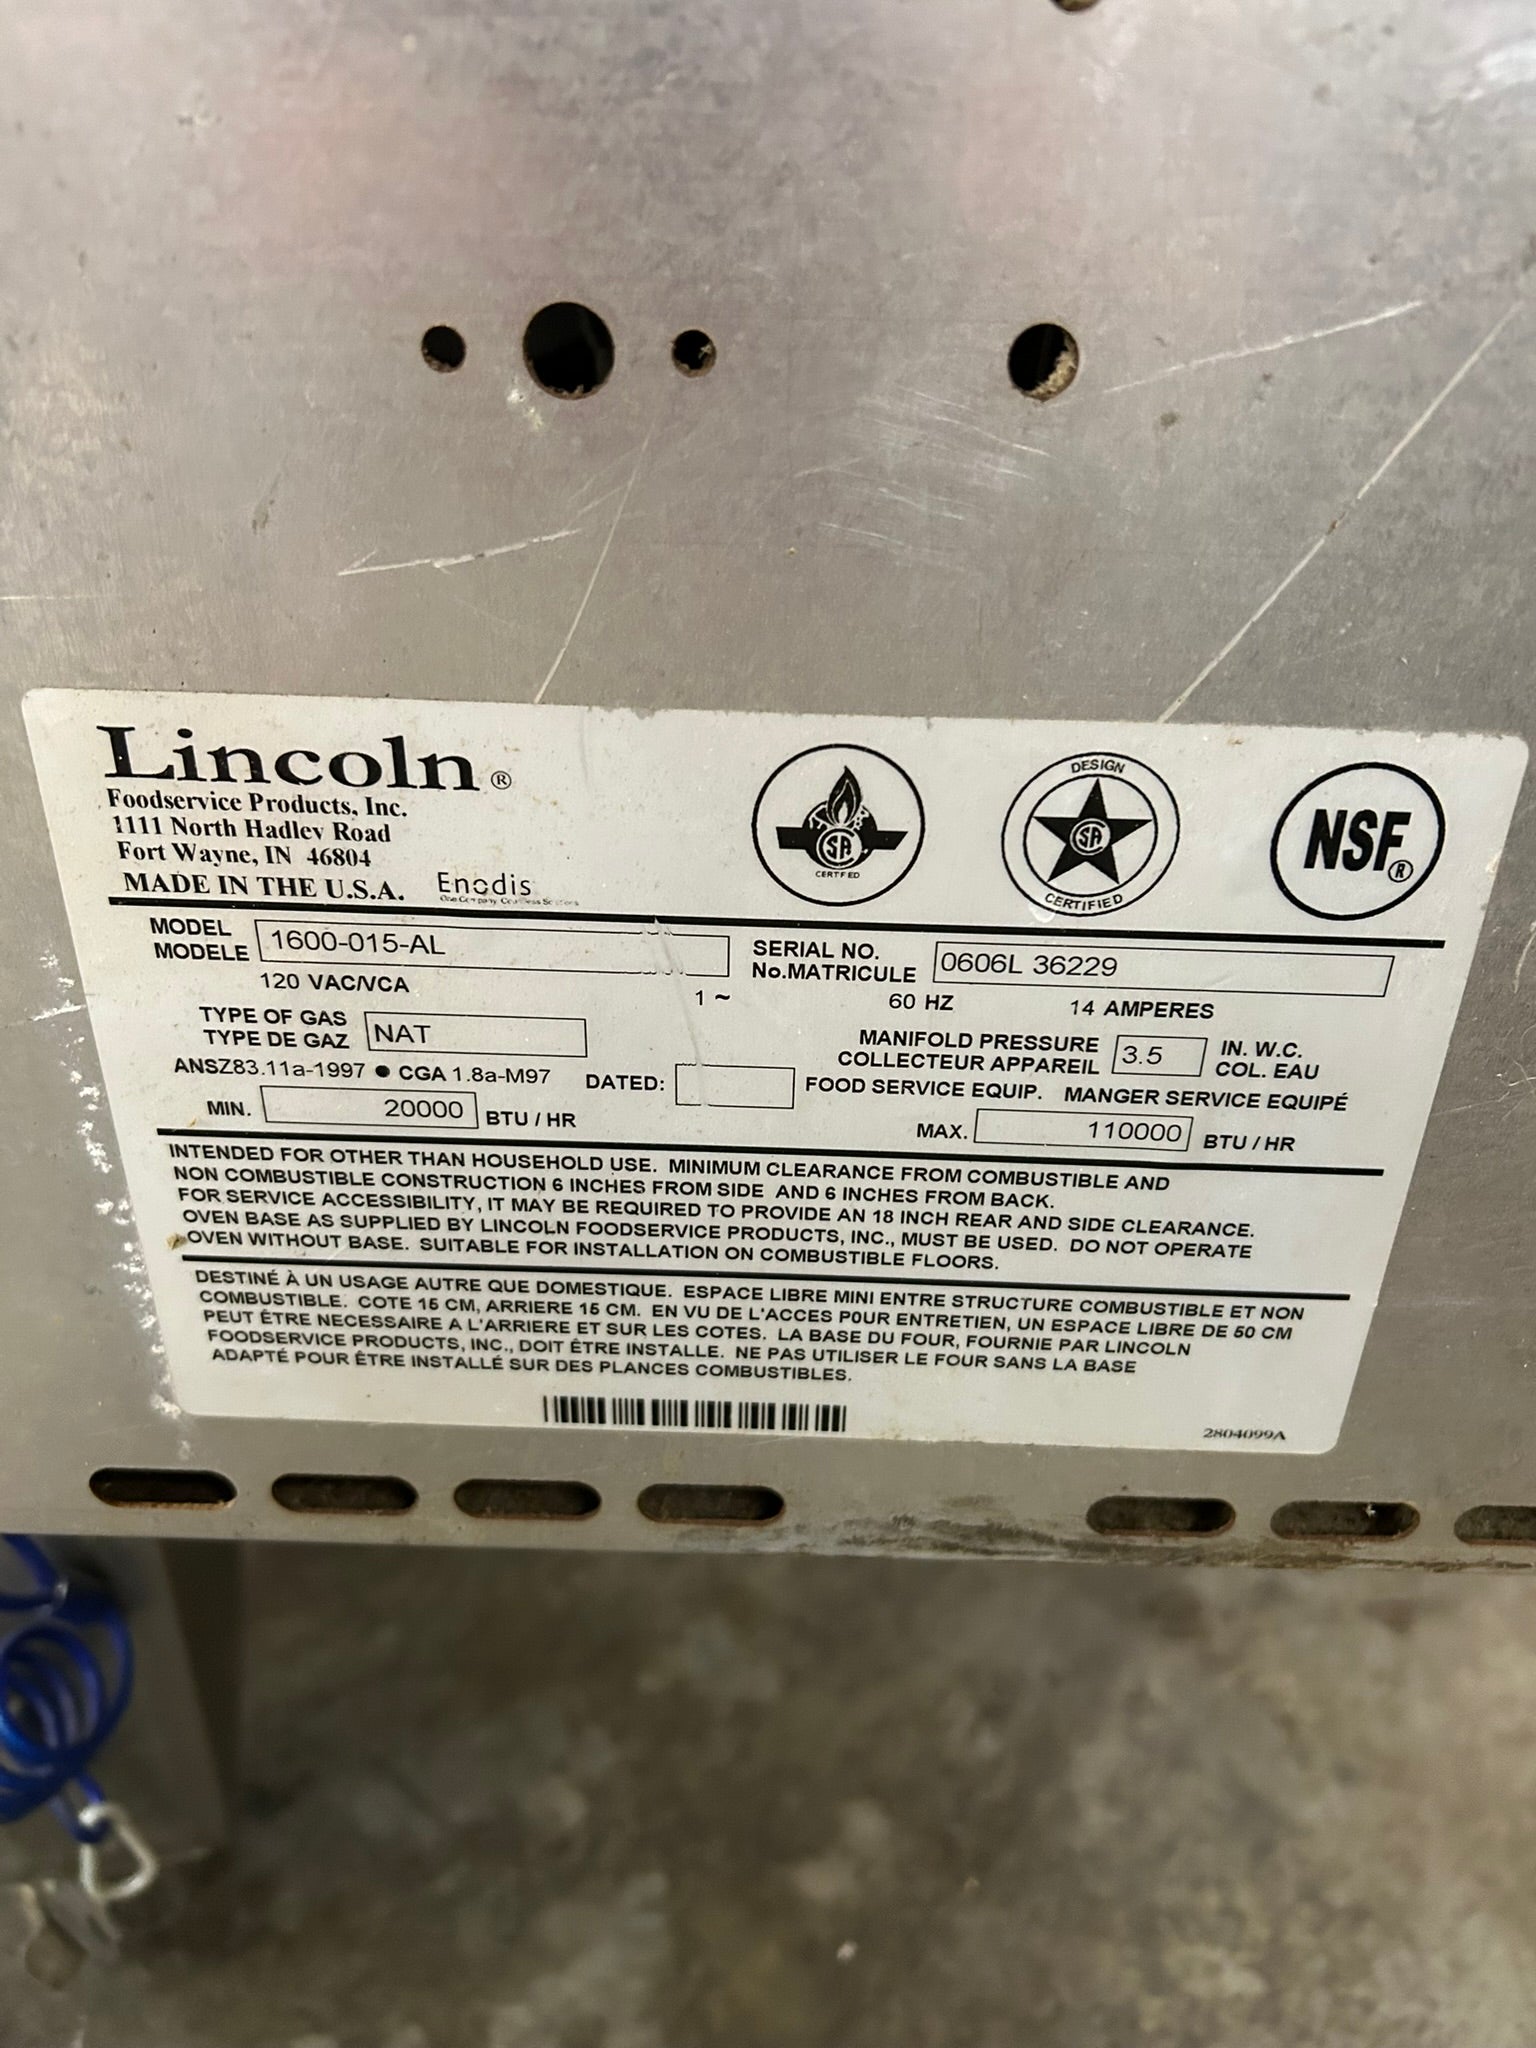 Lincoln®
Foodservice Products, Inc.
1111 North Hadley Road
Fort Wayne, IN 46804
MADE IN THE U.S.A. Enodis
CERTIFIED
DESIGN
CERTIFIED
NSF®
MODEL
MODELE 1600-015-AL
SERIAL NO.
No.MATRICULE 0606L 36229
120 VAC/VCA 1 ~ 60 HZ 14 AMPERES
TYPE OF GAS
TYPE DE GAZ NAT
MANIFOLD PRESSURE
COLLECTEUR APPAREIL 3.5 IN. W.C.
COL. EAU
ANSZ83.11a-1997 ● CGA 1.8a-M97 DATED: FOOD SERVICE EQUIP. MANGER SERVICE EQUIPÉ
MIN. 20000 BTU / HR MAX. 110000 BTU / HR
INTENDED FOR OTHER THAN HOUSEHOLD USE. MINIMUM CLEARANCE FROM COMBUSTIBLE AND
NON COMBUSTIBLE CONSTRUCTION 6 INCHES FROM SIDE AND 6 INCHES FROM BACK.
FOR SERVICE ACCESSIBILITY, IT MAY BE REQUIRED TO PROVIDE AN 18 INCH REAR AND SIDE CLEARANCE.
OVEN BASE AS SUPPLIED BY LINCOLN FOODSERVICE PRODUCTS, INC., MUST BE USED. DO NOT OPERATE
OVEN WITHOUT BASE. SUITABLE FOR INSTALLATION ON COMBUSTIBLE FLOORS.
DESTINÉ À UN USAGE AUTRE QUE DOMESTIQUE. ESPACE LIBRE MINI ENTRE STRUCTURE COMBUSTIBLE ET NON
COMBUSTIBLE. COTE 15 CM, ARRIERE 15 CM. EN VU DE L'ACCES POUR ENTRETIEN, UN ESPACE LIBRE DE 50 CM
PEUT ÊTRE NECESSAIRE A L'ARRIERE ET SUR LES COTES. LA BASE DU FOUR, FOURNIE PAR LINCOLN
FOODSERVICE PRODUCTS, INC., DOIT ÊTRE INSTALLE. NE PAS UTILISER LE FOUR SANS LA BASE
ADAPTÉ POUR ÊTRE INSTALLÉ SUR DES PLANCES COMBUSTIBLES.
2804099A